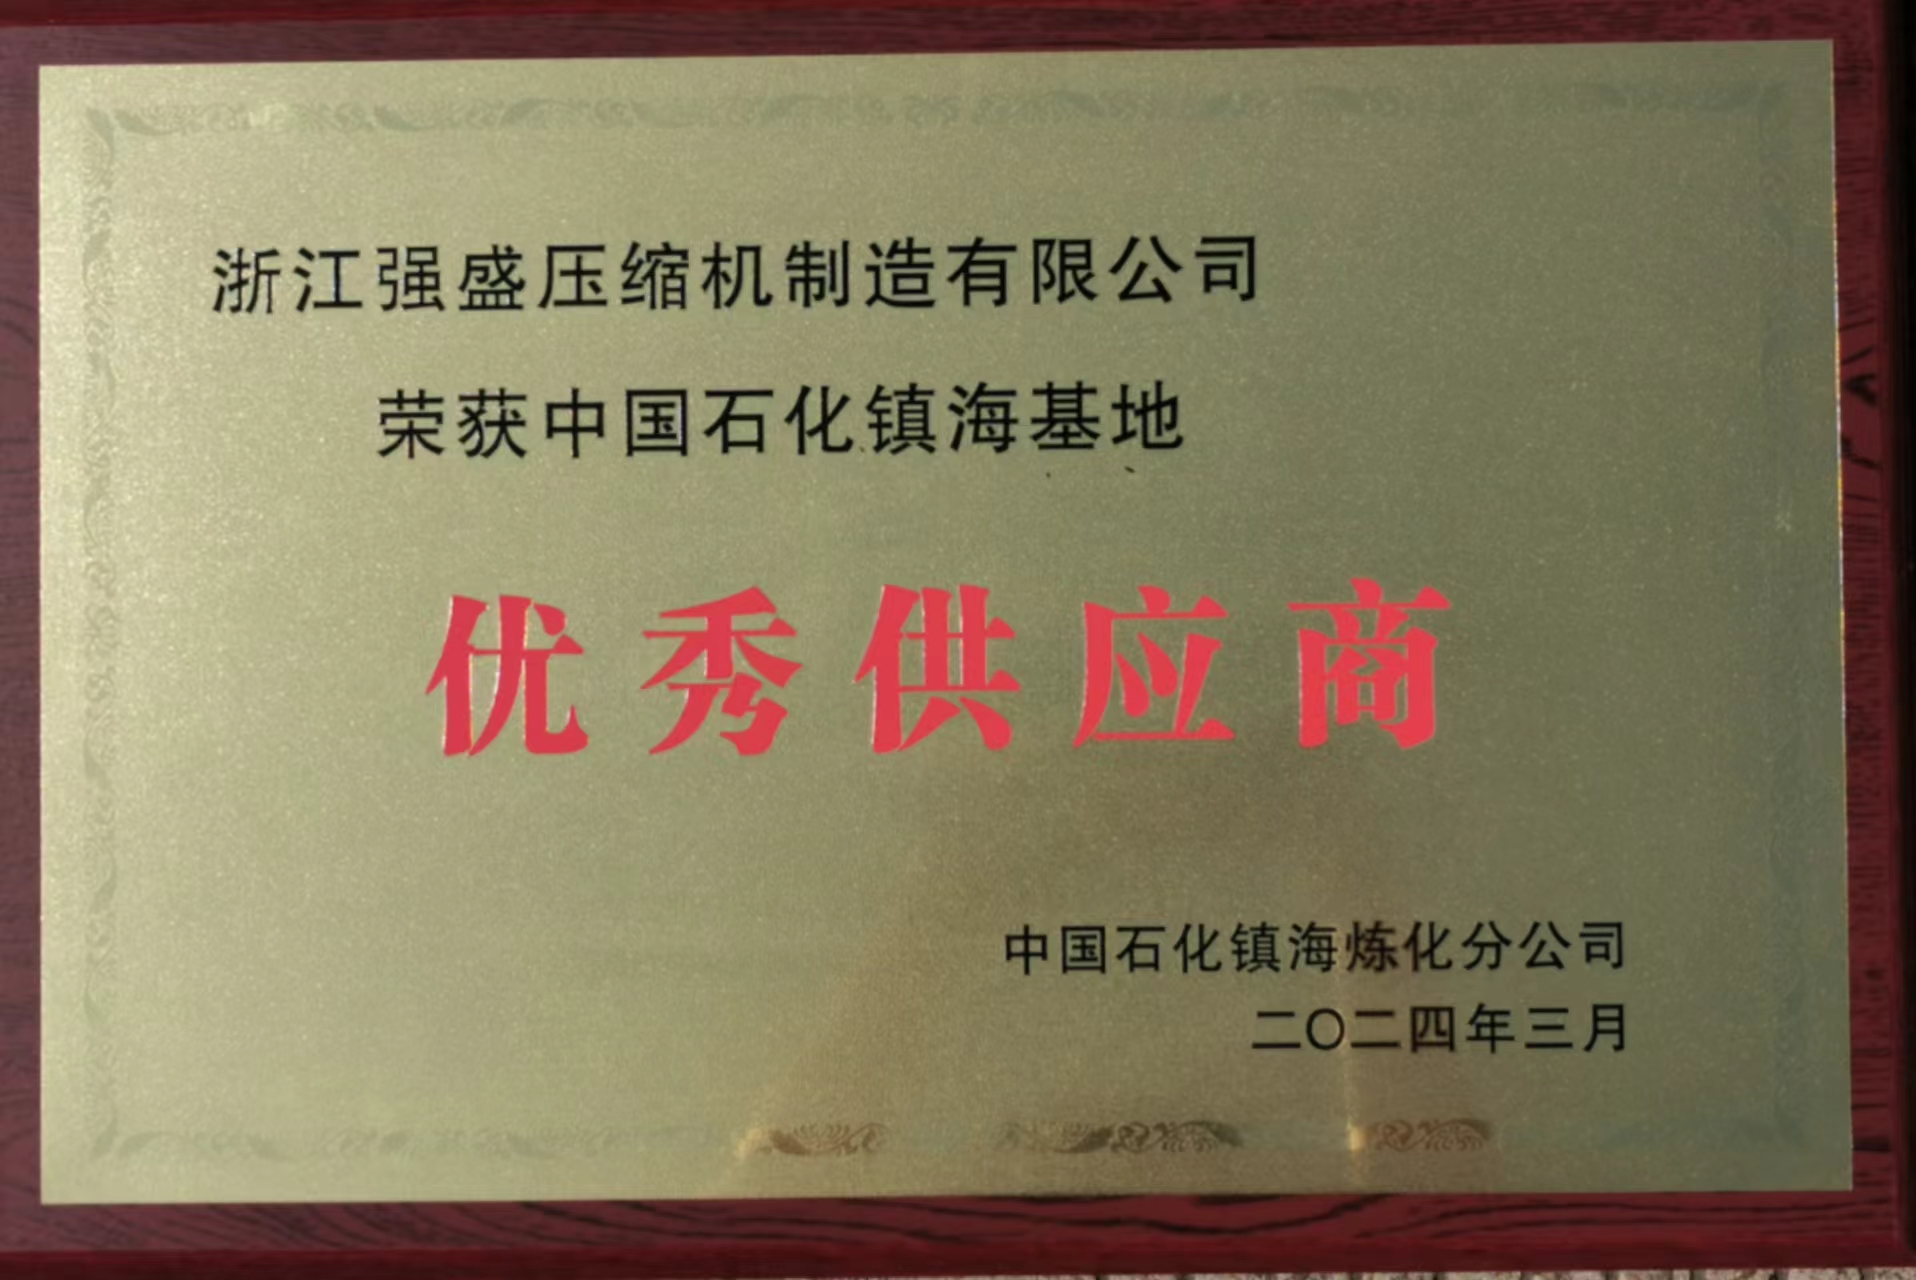 浙江强盛压缩机制造有限公司
荣获中国石化镇海基地
优秀供应商
中国石化镇海炼化分公司
二〇二四年三月